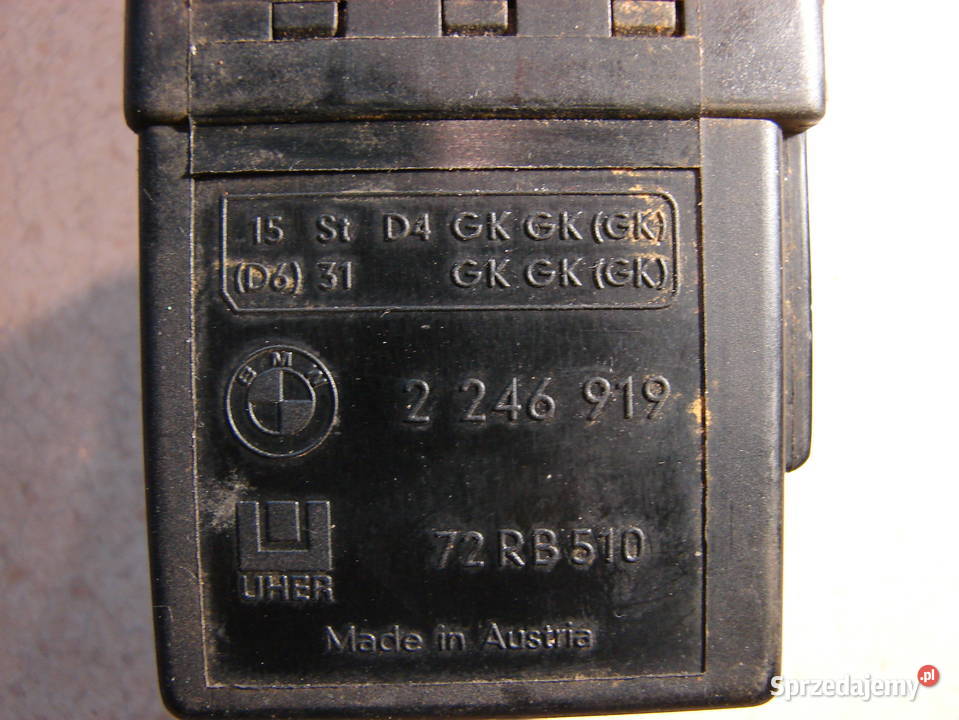 15 St D4 GK GK (GK)
(D6) 31 GK GK (GK)
BMW
2 246 919
72 RB 510
UHER
Made in Austria
Sprzedajemy.pl